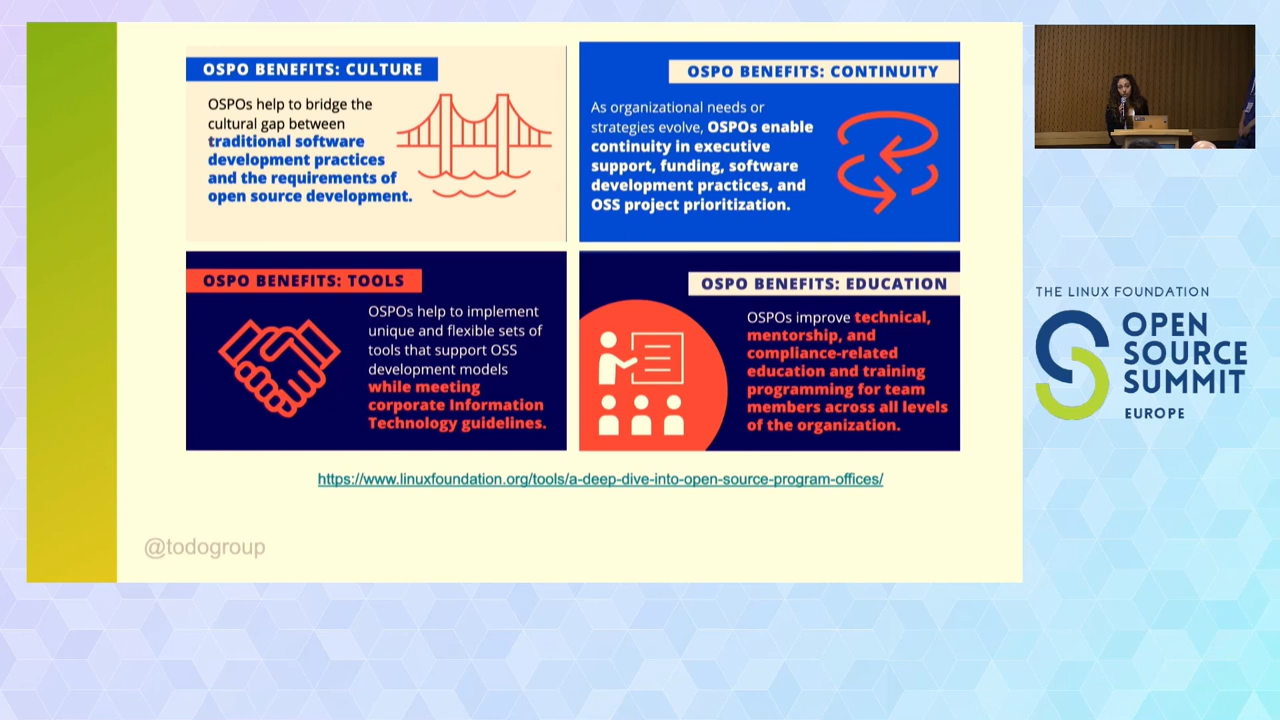 OSPO BENEFITS: CULTURE
OSPOs help to bridge the
cultural gap between
traditional software
development practices
and the requirements of
open source development.
OSPO BENEFITS: CONTINUITY
As organizational needs or
strategies evolve, OSPOs enable
continuity in executive
support, funding, software
development practices, and
OSS project prioritization.
OSPO BENEFITS: TOOLS
OSPOs help to implement
unique and flexible sets of
tools that support OSS
development models
while meeting
corporate Information
Technology guidelines.
OSPO BENEFITS: EDUCATION
OSPOs improve technical,
mentorship, and
compliance-related
education and training
programming for team
members across all levels
of the organization.
https://www.linuxfoundation.org/tools/a-deep-dive-into-open-source-program-offices/
@todogroup
THE LINUX FOUNDATION
OPEN
SOURCE
SUMMIT
EUROPE